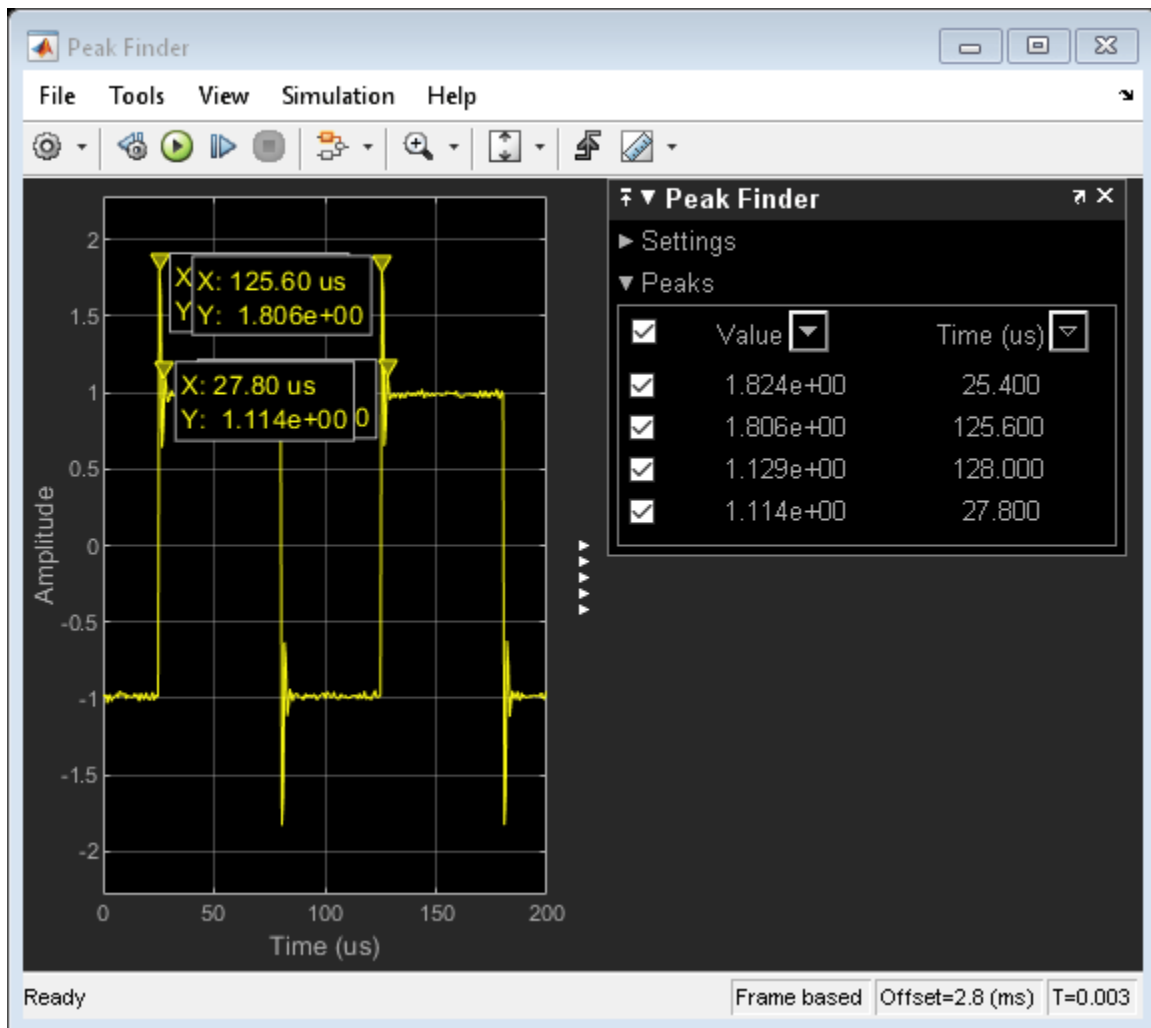 Peak Finder
File Tools View Simulation Help
Peak Finder
Settings
Peaks
Value Time (us)
1.824e+00 25.400
1.806e+00 125.600
1.129e+00 128.000
1.114e+00 27.800
2
1.5
1
0.5
0
-0.5
-1
-1.5
-2
Amplitude
X X: 125.60 us
Y Y: 1.806e+00
X: 27.80 us
Y: 1.114e+00 0
0 50 100 150 200
Time (us)
Ready Frame based Offset=2.8 (ms) T=0.003